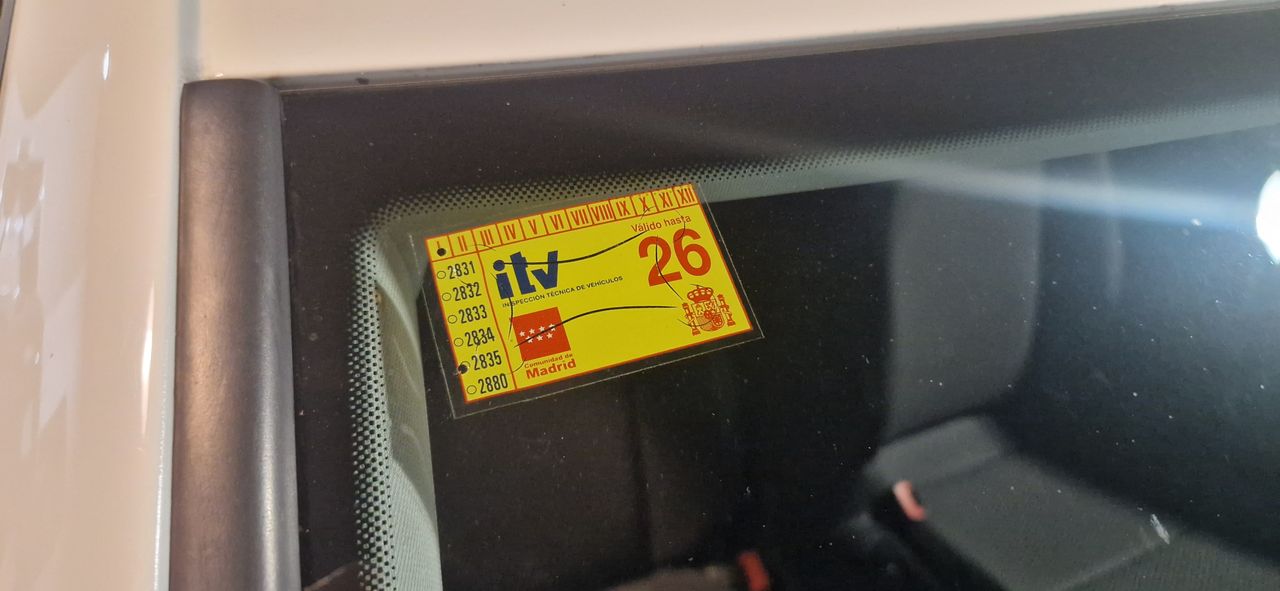 I II III IV V VI VII VIII IX X XI XII
Válido hasta
26
2831
2832
2833
2834
2835
2880
itv
INSPECCIÓN TÉCNICA DE VEHÍCULOS
Comunidad de
Madrid